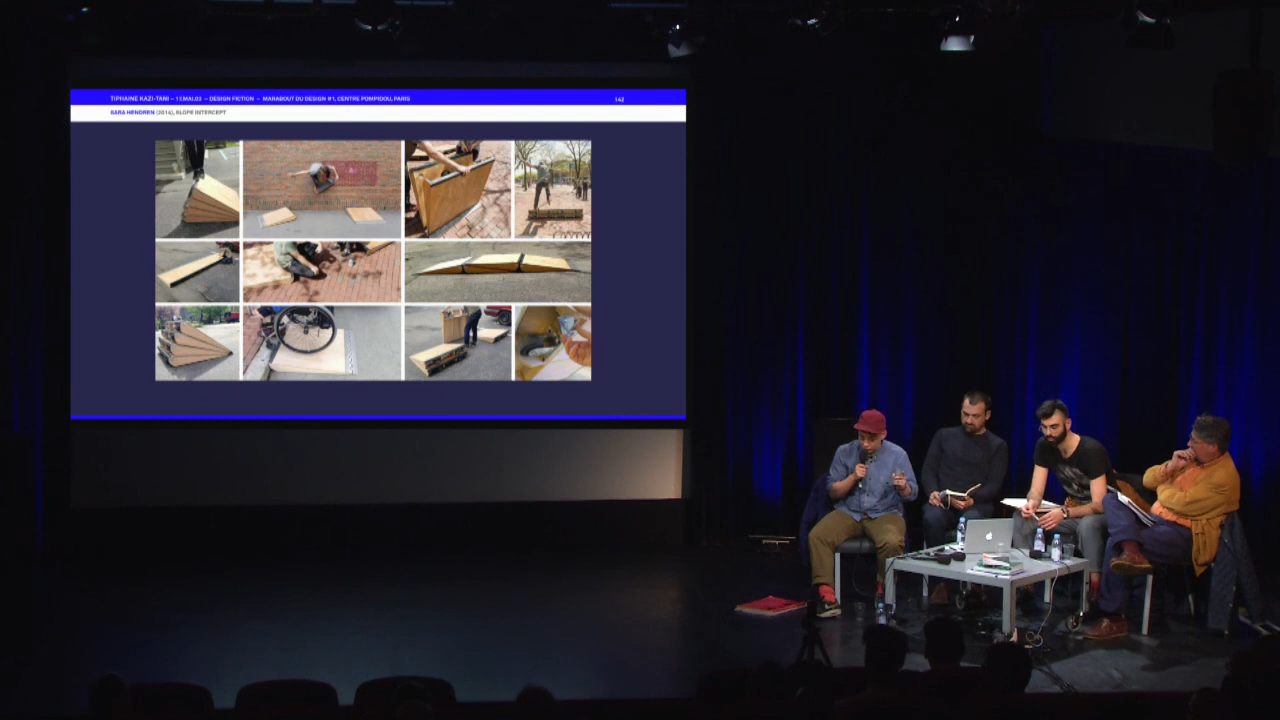 TIPHAINE KAZI-TANI – 17.MAI.03 – DESIGN FICTION – MARABOUT DU DESIGN #1, CENTRE POMPIDOU, PARIS 142
SARA HENDREN (2014), SLOPE INTERCEPT